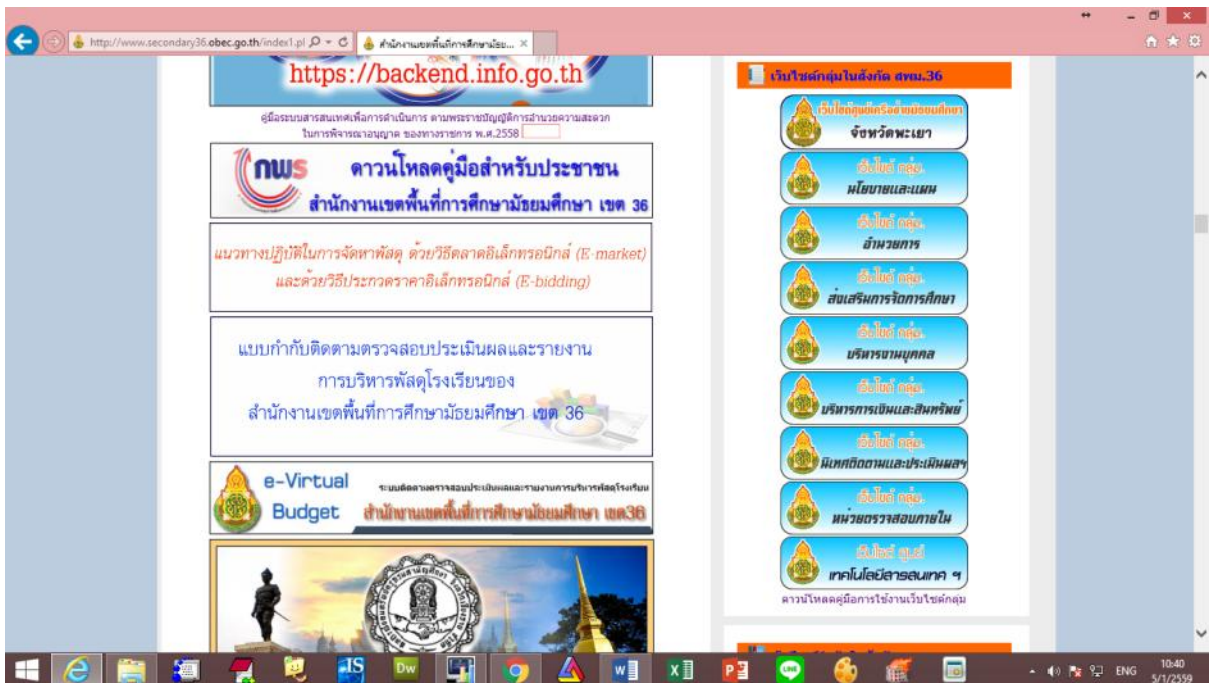 http://www.secondary36.obec.go.th/index1.pl
สำนักงานเขตพื้นที่การศึกษามัธย...
https://backend.info.go.th
คู่มือระบบสารสนเทศเพื่อการดำเนินการ ตามพระราชบัญญัติการอำนวยความสะดวก
ในการพิจารณาอนุญาต ของทางราชการ พ.ศ.2558
กพร ดาวน์โหลดคู่มือสำหรับประชาชน
สำนักงานเขตพื้นที่การศึกษามัธยมศึกษา เขต 36
แนวทางปฏิบัติในการจัดหาพัสดุ ด้วยวิธีตลาดอิเล็กทรอนิกส์ (E-market)
และด้วยวิธีประกวดราคาอิเล็กทรอนิกส์ (E-bidding)
แบบกำกับติดตามตรวจสอบประเมินผลและรายงาน
การบริหารพัสดุโรงเรียนของ
สำนักงานเขตพื้นที่การศึกษามัธยมศึกษา เขต 36
e-Virtual
Budget
ระบบติดตามตรวจสอบประเมินผลและรายงานการบริหารพัสดุโรงเรียน
สำนักงานเขตพื้นที่การศึกษามัธยมศึกษา เขต36
เว็บไซต์กลุ่มในสังกัด สพม.36
เว็บไซต์ศูนย์เครือข่ายมัธยมศึกษา
จังหวัดพะเยา
เว็บไซต์ กลุ่ม.
นโยบายและแผน
เว็บไซต์ กลุ่ม.
อำนวยการ
เว็บไซต์ กลุ่ม.
ส่งเสริมการจัดการศึกษา
เว็บไซต์ กลุ่ม.
บริหารงานบุคคล
เว็บไซต์ กลุ่ม.
บริหารการเงินและสินทรัพย์
เว็บไซต์ กลุ่ม.
นิเทศติดตามและประเมินผลฯ
เว็บไซต์ กลุ่ม.
หน่วยตรวจสอบภายใน
เว็บไซต์ ศูนย์
เทคโนโลยีสารสนเทศ ฯ
ดาวน์โหลดคู่มือการใช้งานเว็บไซต์กลุ่ม
ENG
10:40
5/1/2559